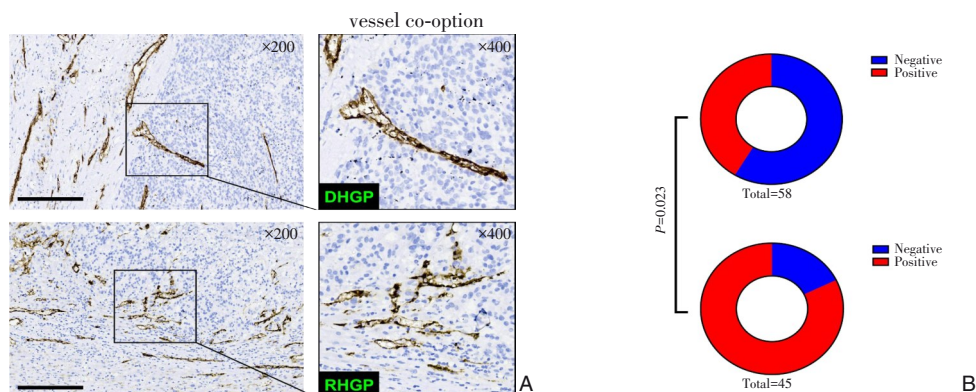 vessel co-option
×200
×400
DHGP
×200
×400
RHGP
A
Negative
Positive
Total=58
P=0.023
Negative
Positive
Total=45
B